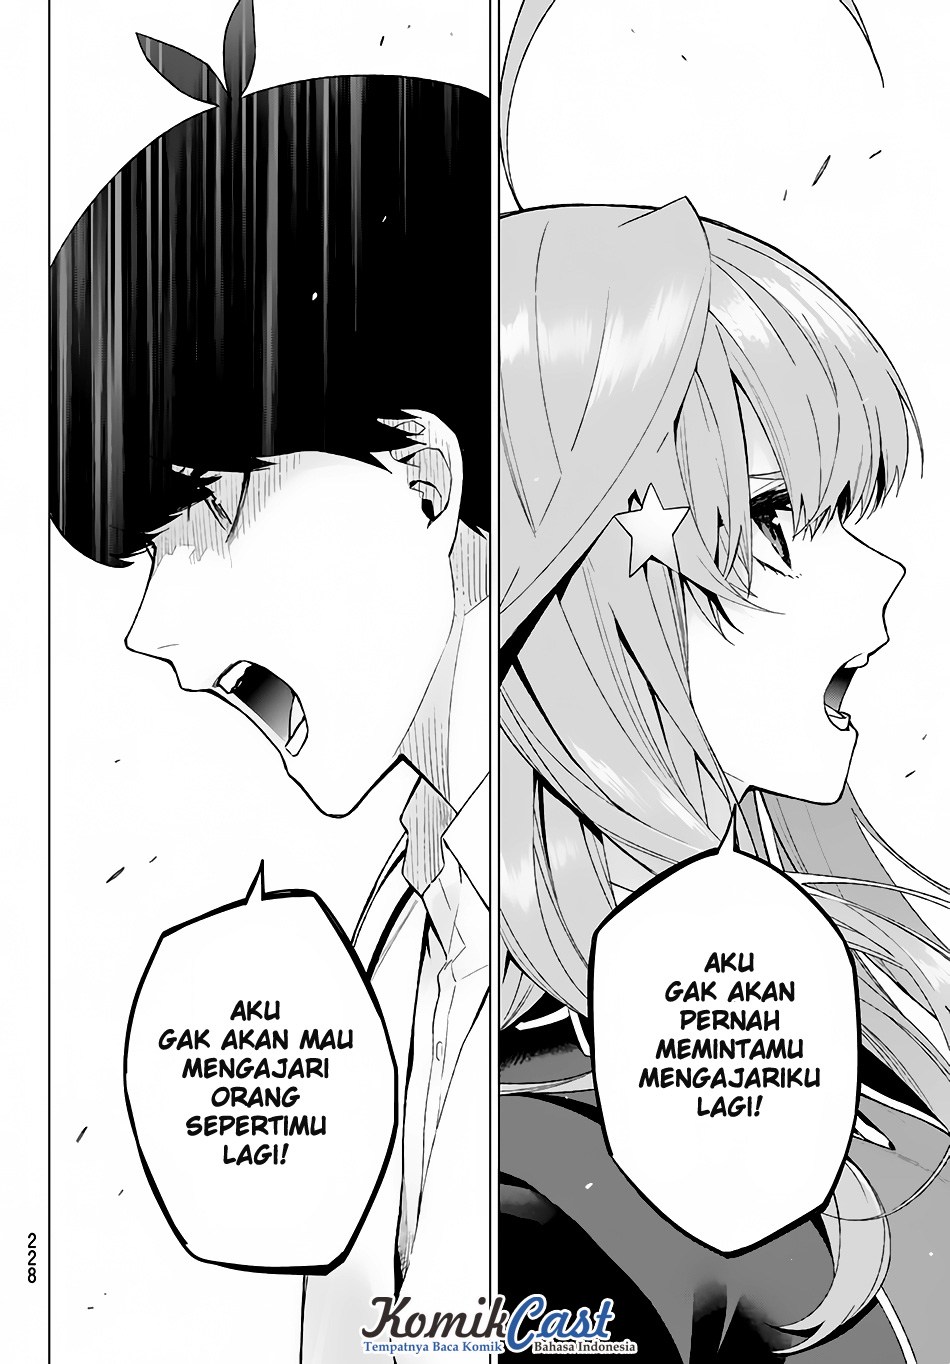 AKU
GAK AKAN
PERNAH
MEMINTAMU
MENGAJARIKU
LAGI!
AKU
GAK AKAN MAU
MENGAJARI
ORANG
SEPERTIMU
LAGI!
228
KomikCast
Tempatnya Baca Komik Bahasa Indonesia